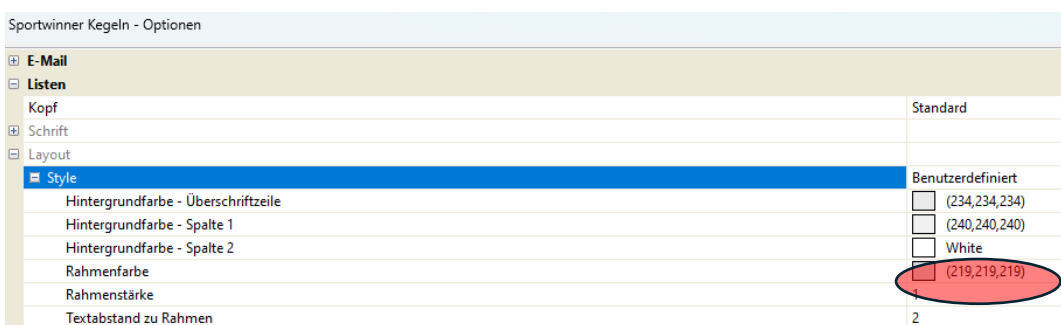 Sportwinner Kegeln - Optionen
E-Mail
Listen
Kopf Standard
Schrift
Layout
Style Benutzerdefiniert
Hintergrundfarbe - Überschriftzeile (234,234,234)
Hintergrundfarbe - Spalte 1 (240,240,240)
Hintergrundfarbe - Spalte 2 White
Rahmenfarbe (219,219,219)
Rahmenstärke 1
Textabstand zu Rahmen 2